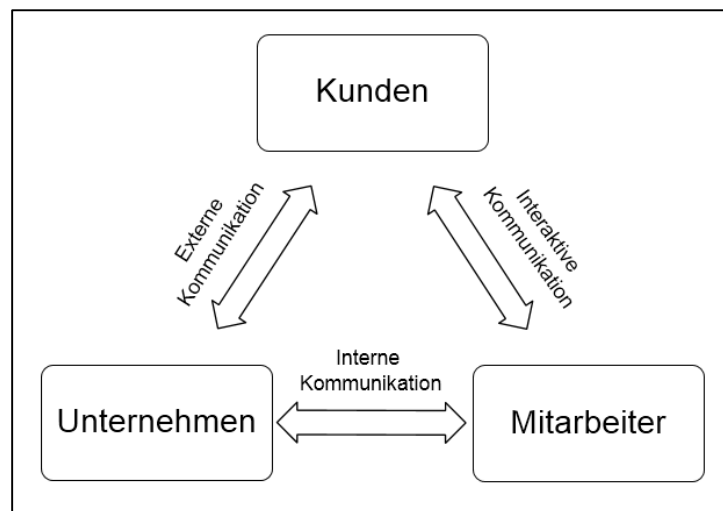 Kunden
Externe
Kommunikation
Interaktive
Kommunikation
Interne
Kommunikation
Unternehmen
Mitarbeiter